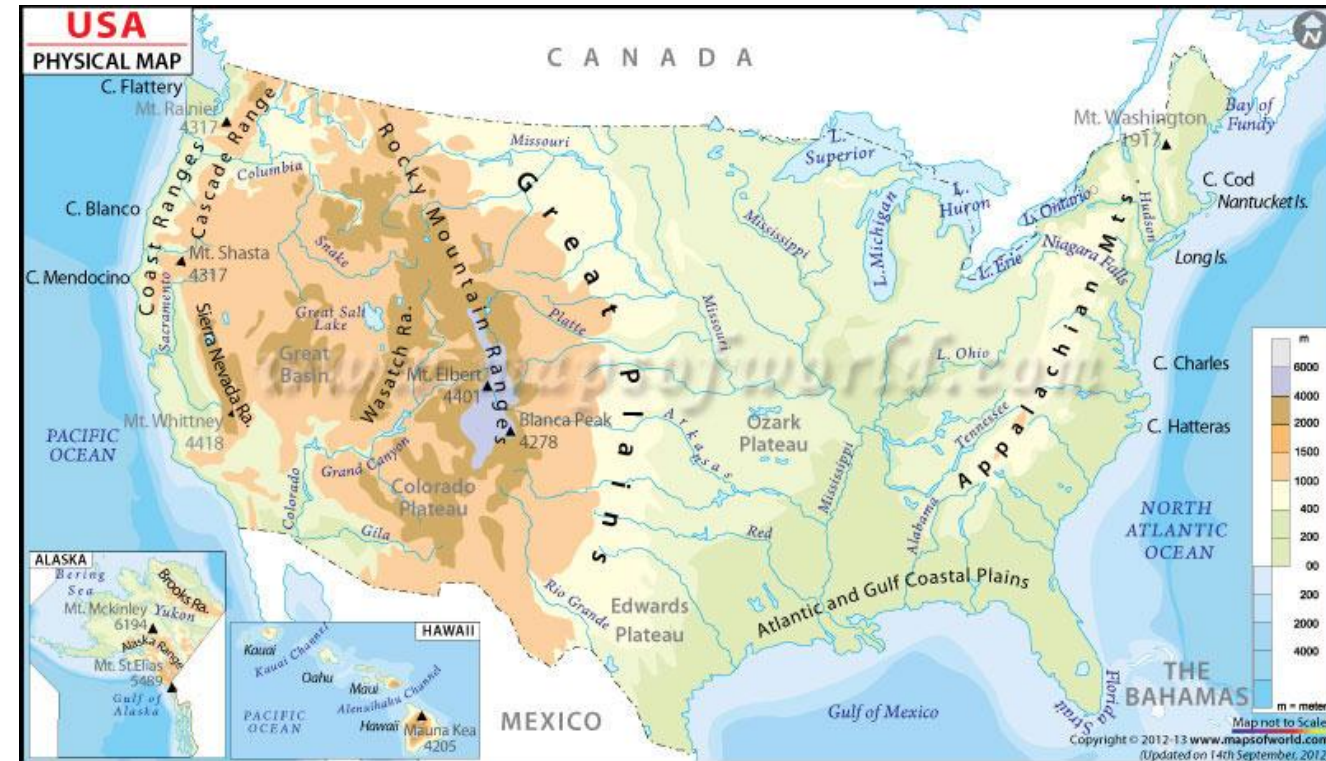 USA
PHYSICAL MAP
N
CANADA
C. Flattery
Mt. Rainier
4317
Cascade Range
Coast Ranges
Columbia
C. Blanco
Mt. Shasta
4317
C. Mendocino
Sacramento
Sierra Nevada Ra.
Snake
Great Salt
Lake
Great
Basin
Wasatch Ra.
Rocky Mountain Ranges
Missouri
Great Plains
Platte
Mt. Elbert
4401
Blanca Peak
4278
Mt. Whittney
4418
Grand Canyon
Colorado
Plateau
Colorado
Gila
PACIFIC
OCEAN
Mississippi
Missouri
L.
Superior
L.Michigan
L.
Huron
L. Ontario
L. Erie
Niagara Falls
Hudson
Mt. Washington
1917
Bay of
Fundy
C. Cod
Nantucket Is.
Long Is.
Appalachian Mts.
L. Ohio
Tennessee
Arkansas
Ozark
Plateau
Mississippi
Alabama
Red
Rio Grande
Edwards
Plateau
Atlantic and Gulf Coastal Plains
C. Charles
C. Hatteras
NORTH
ATLANTIC
OCEAN
www.mapsofworld.com
m
6000
4000
2000
1500
1000
400
200
00
200
2000
4000
m = meter
ALASKA
Bering
Sea
Brooks Ra.
Mt. Mckinley
6194
Yukon
Alaska Range
Mt. St.Elias
5489
Gulf of
Alaska
HAWAII
Kauai
Kauai Channel
Oahu
Maui
Alenuihahu Channel
Hawaii
Mauna Kea
4205
PACIFIC
OCEAN
MEXICO
Gulf of Mexico
Florida Strait
THE
BAHAMAS
Map not to Scale
Copyright © 2012-13 www.mapsofworld.com
(Updated on 14th September, 2012